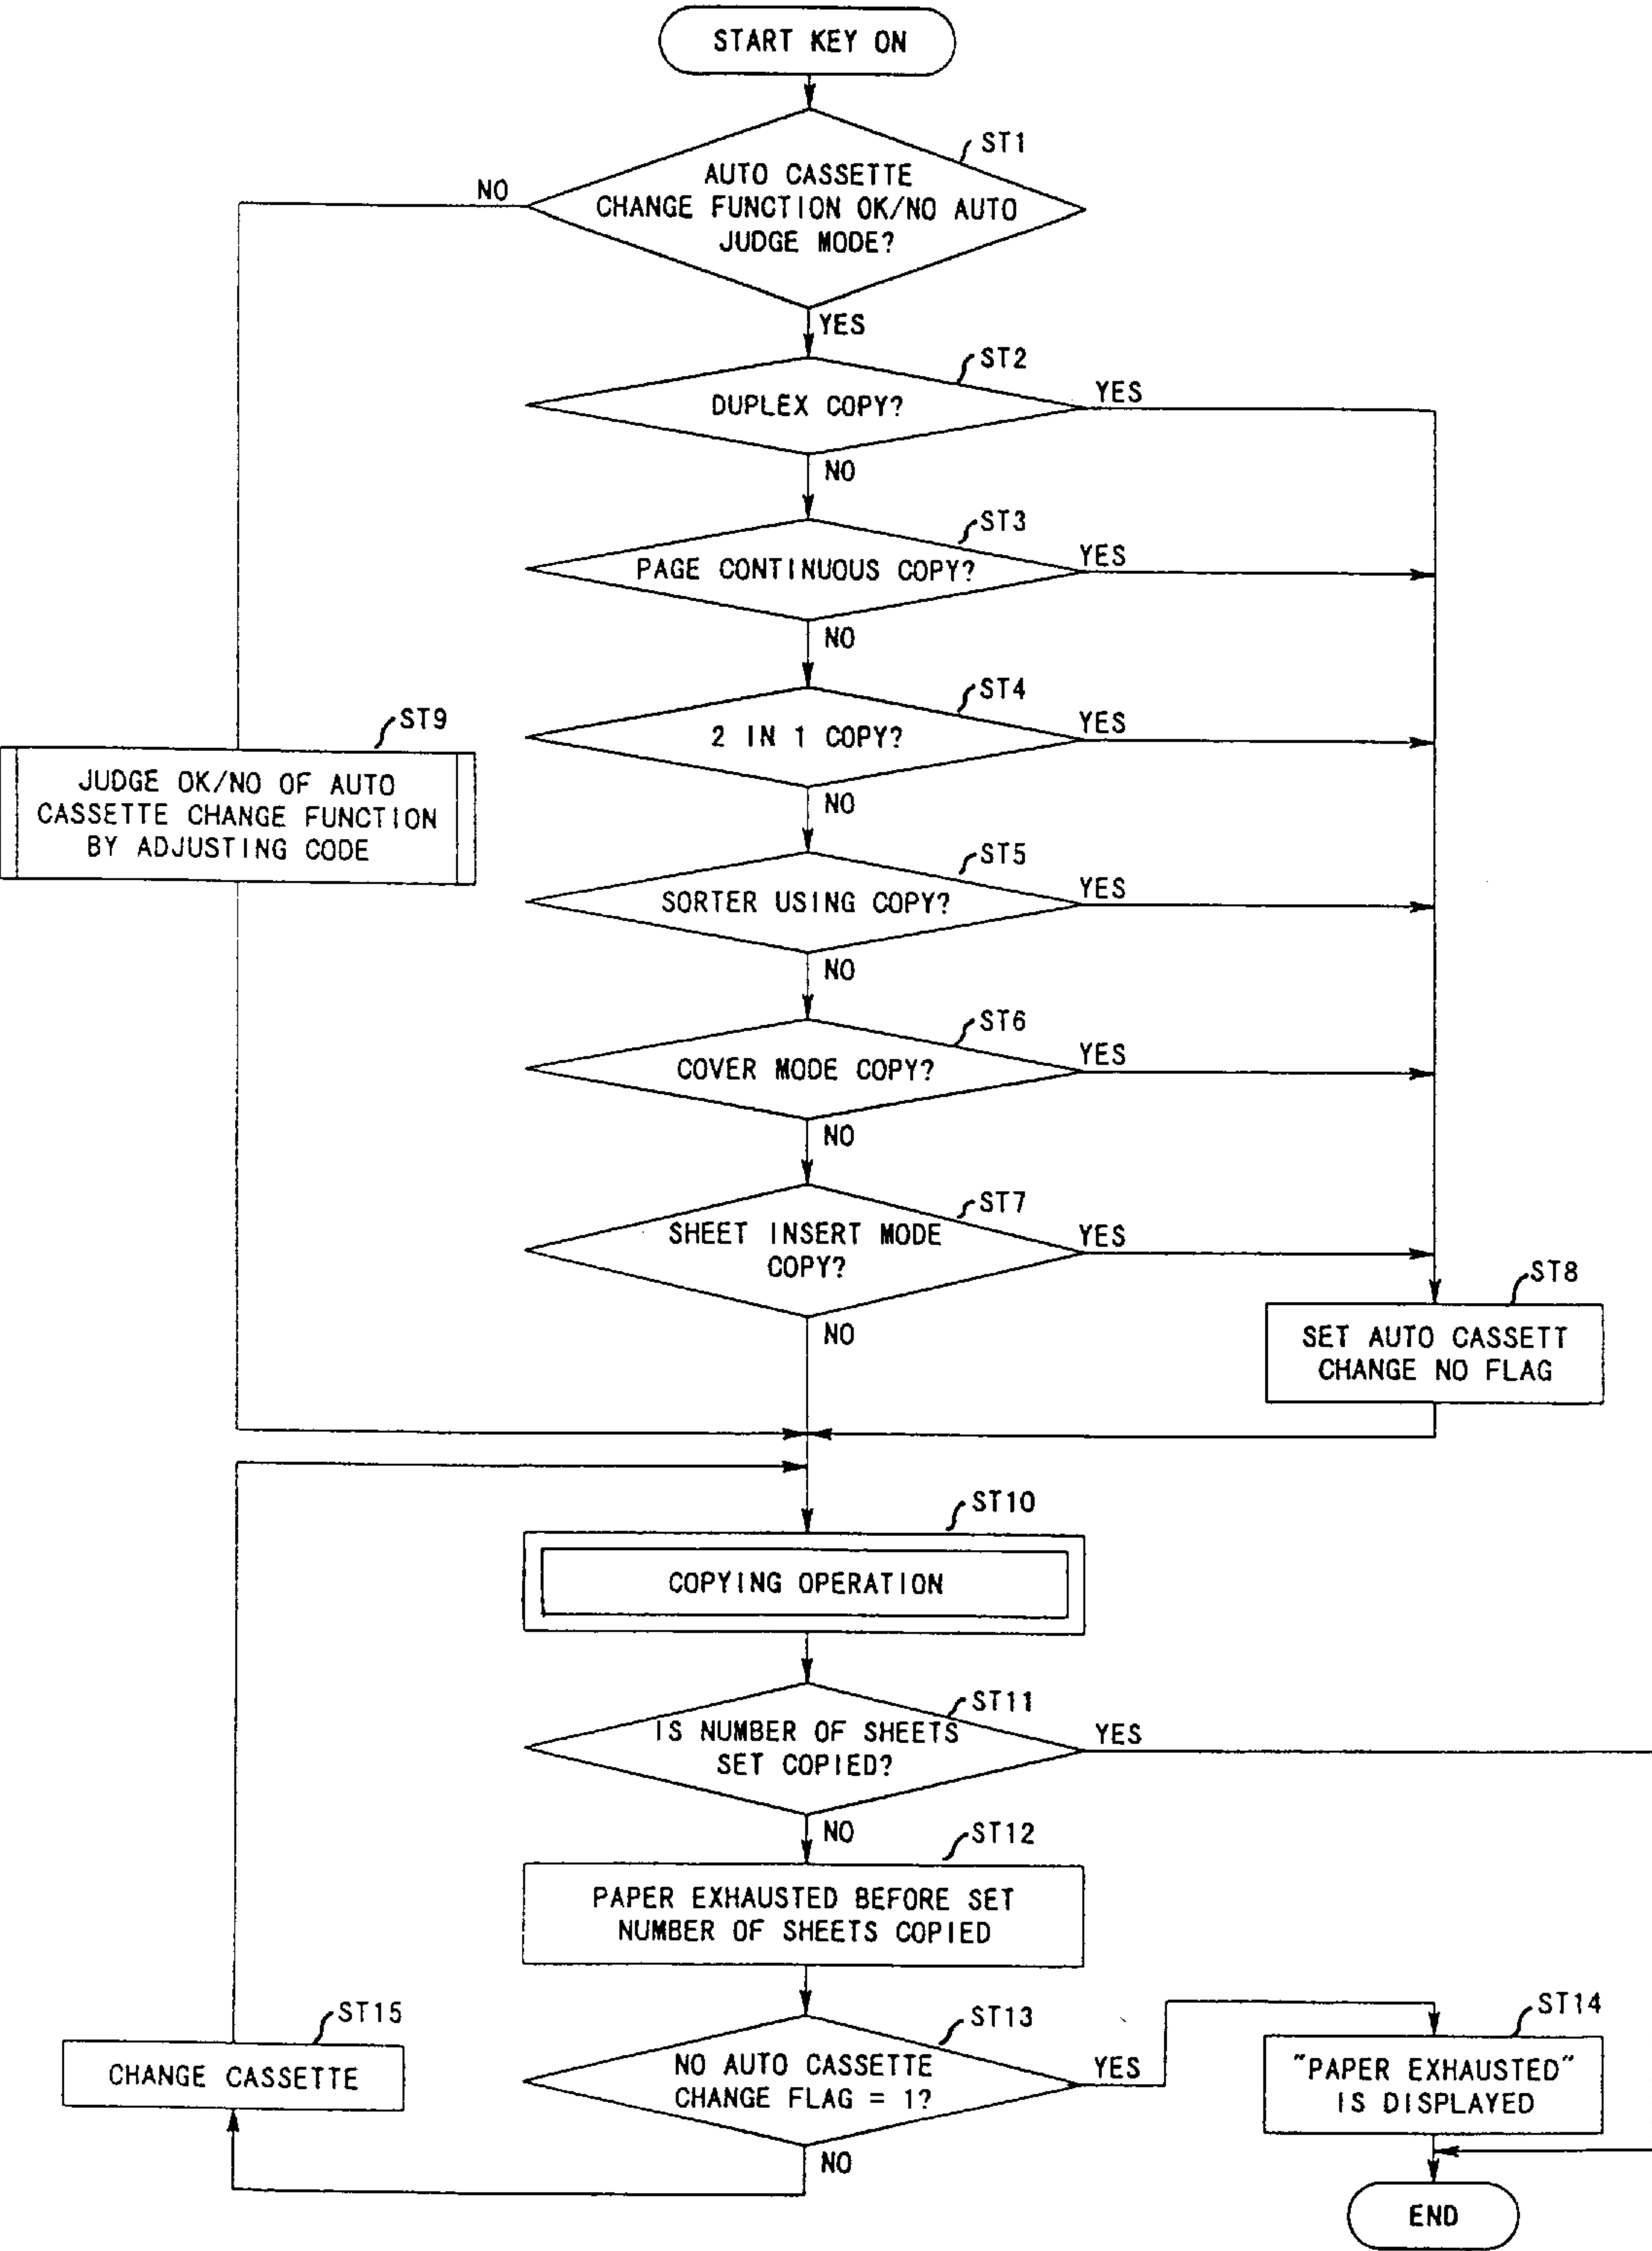 START KEY ON
ST1
AUTO CASSETTE
CHANGE FUNCTION OK/NO AUTO
JUDGE MODE?
NO
YES
ST2
DUPLEX COPY?
YES
NO
ST3
PAGE CONTINUOUS COPY?
YES
NO
ST4
2 IN 1 COPY?
YES
NO
ST9
JUDGE OK/NO OF AUTO
CASSETTE CHANGE FUNCTION
BY ADJUSTING CODE
ST5
SORTER USING COPY?
YES
NO
ST6
COVER MODE COPY?
YES
NO
ST7
SHEET INSERT MODE
COPY?
YES
NO
ST8
SET AUTO CASSETT
CHANGE NO FLAG
ST10
COPYING OPERATION
ST11
IS NUMBER OF SHEETS
SET COPIED?
YES
NO
ST12
PAPER EXHAUSTED BEFORE SET
NUMBER OF SHEETS COPIED
ST13
NO AUTO CASSETTE
CHANGE FLAG = 1?
YES
NO
ST14
"PAPER EXHAUSTED"
IS DISPLAYED
ST15
CHANGE CASSETTE
END